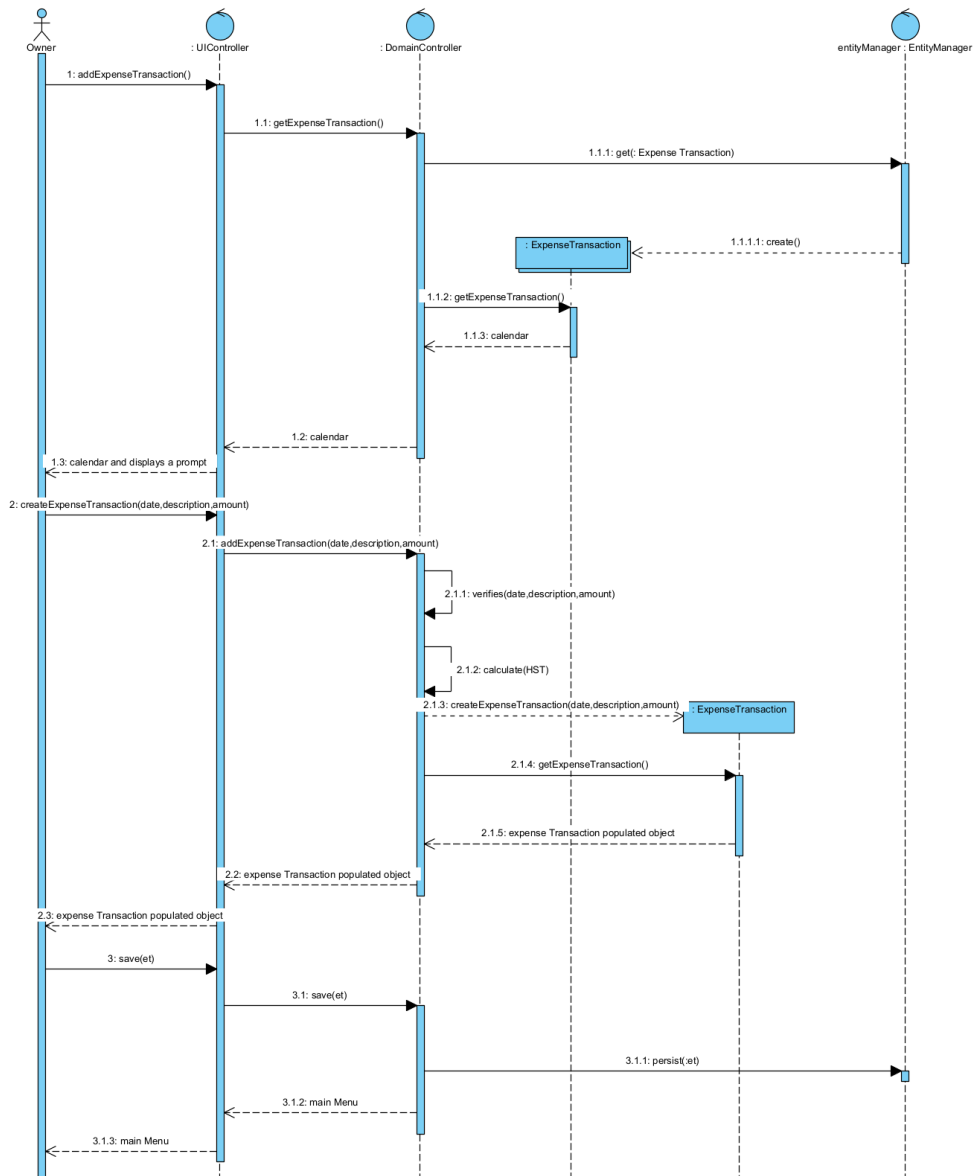 Owner
: UIController
: DomainController
entityManager : EntityManager
1: addExpenseTransaction()
1.1: getExpenseTransaction()
1.1.1: get(: Expense Transaction)
: ExpenseTransaction
1.1.1.1: create()
1.1.2: getExpenseTransaction()
1.1.3: calendar
1.2: calendar
1.3: calendar and displays a prompt
2: createExpenseTransaction(date,description,amount)
2.1: addExpenseTransaction(date,description,amount)
2.1.1: verifies(date,description,amount)
2.1.2: calculate(HST)
2.1.3: createExpenseTransaction(date,description,amount)
: ExpenseTransaction
2.1.4: getExpenseTransaction()
2.1.5: expense Transaction populated object
2.2: expense Transaction populated object
2.3: expense Transaction populated object
3: save(et)
3.1: save(et)
3.1.1: persist(:et)
3.1.2: main Menu
3.1.3: main Menu